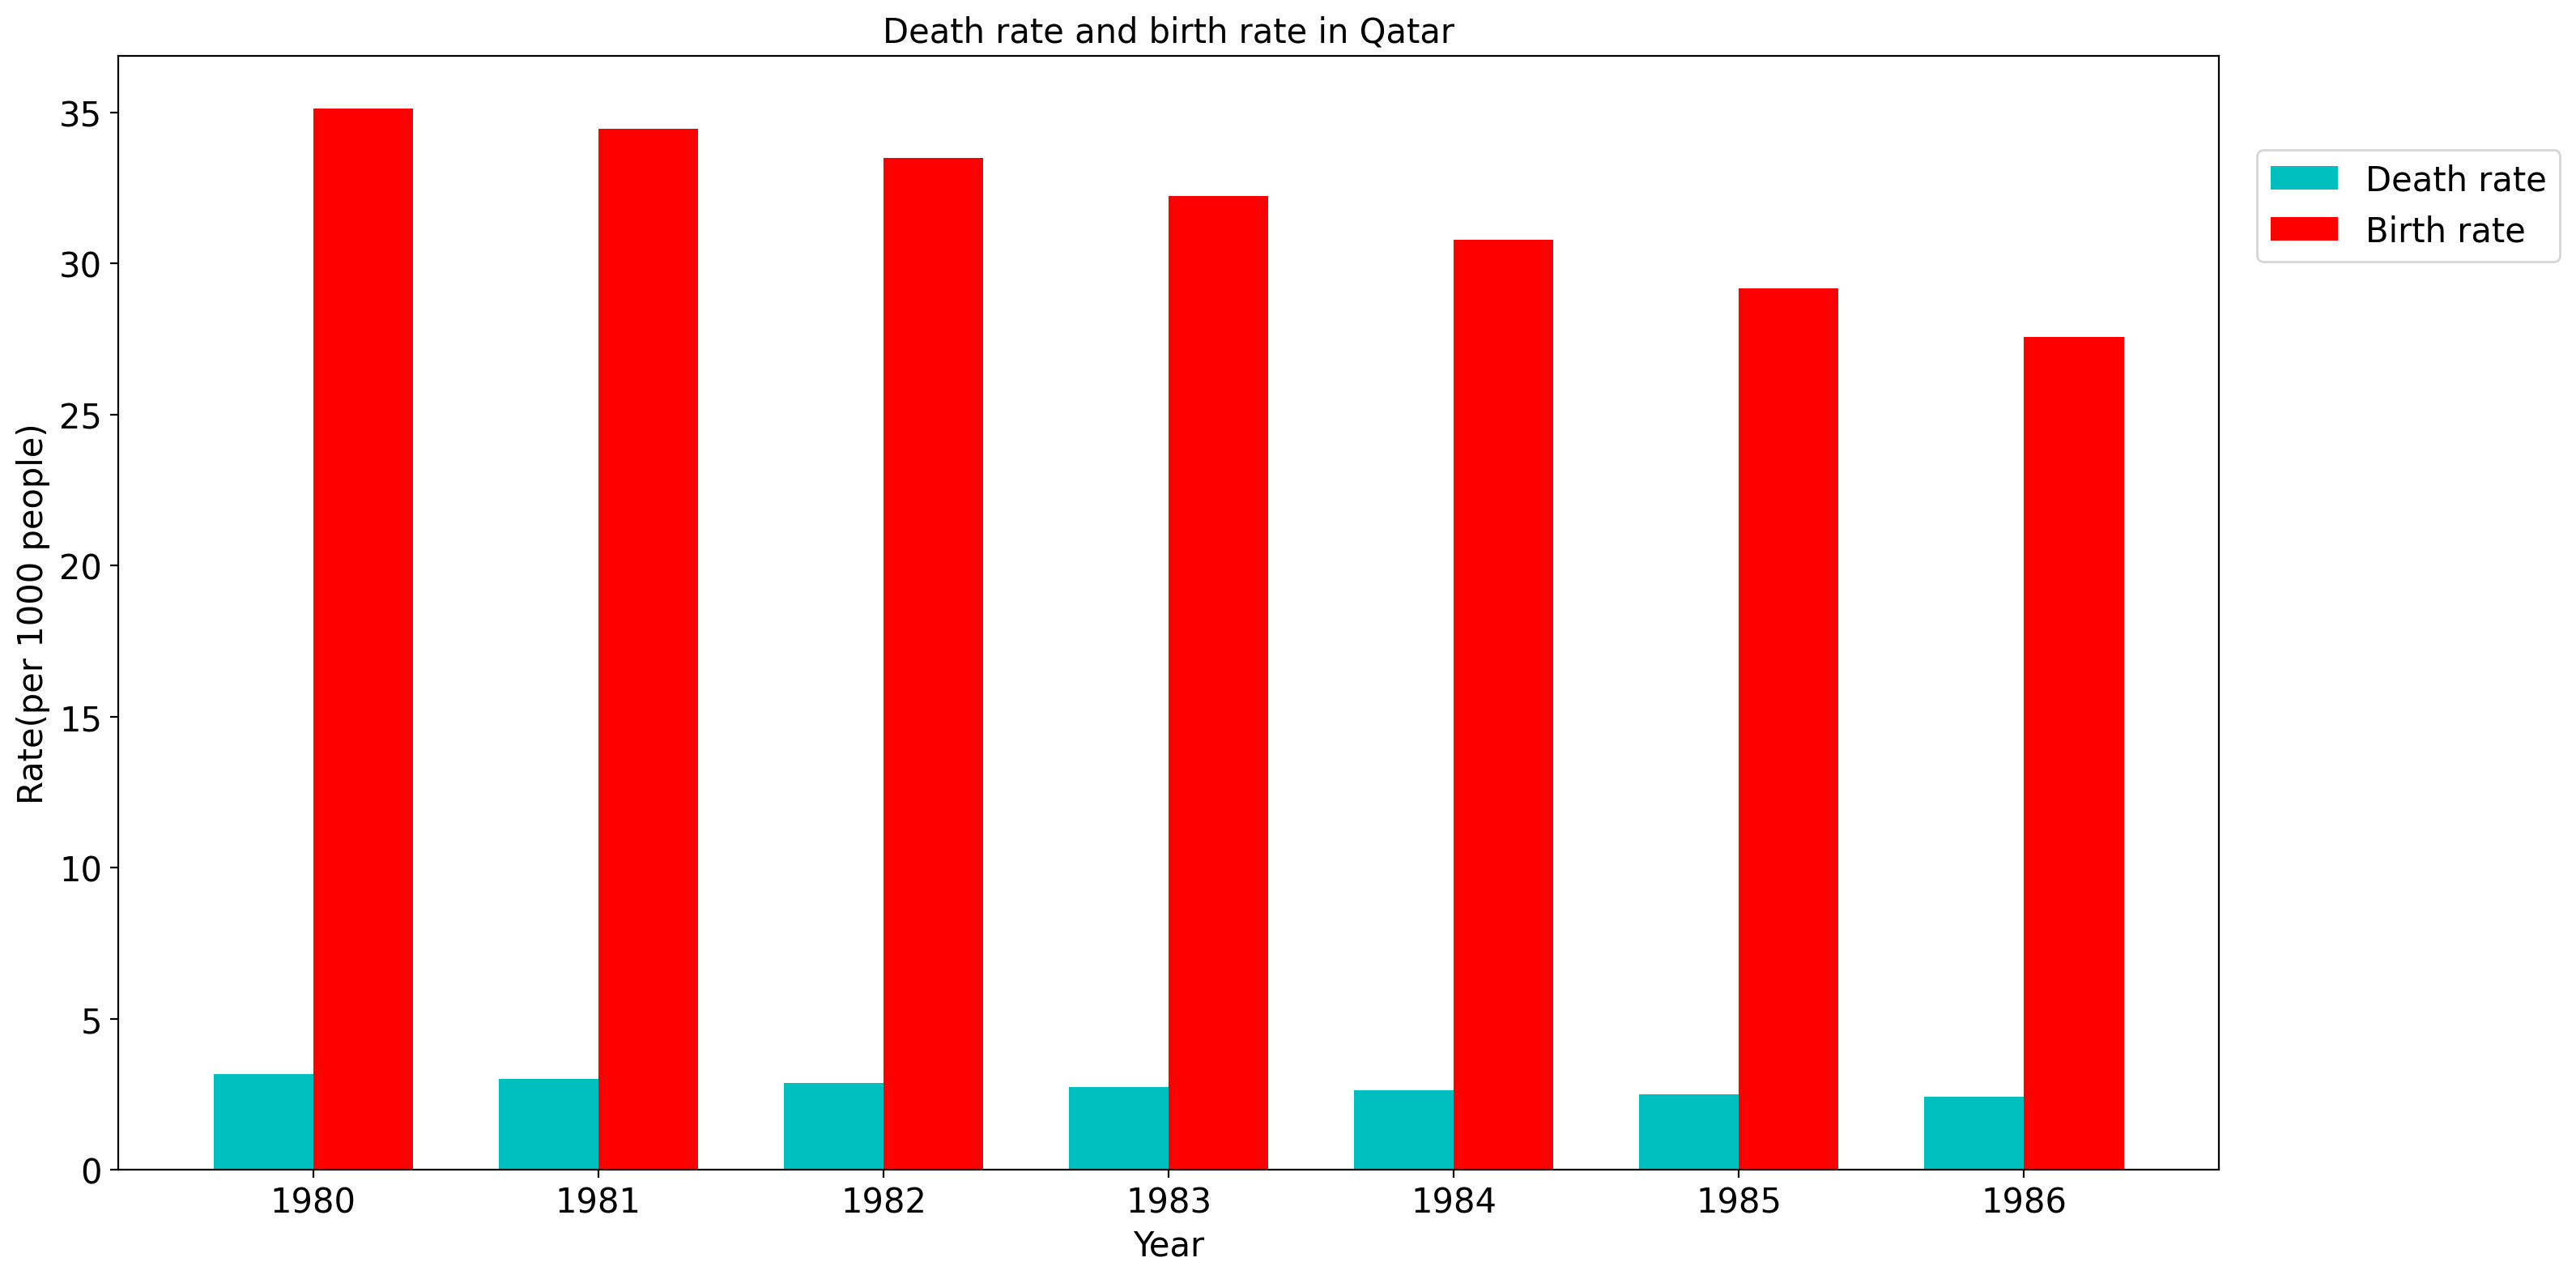 Death rate and birth rate in Qatar
Rate(per 1000 people)
35
30
25
20
15
10
5
0
1980 1981 1982 1983 1984 1985 1986
Year
Death rate
Birth rate